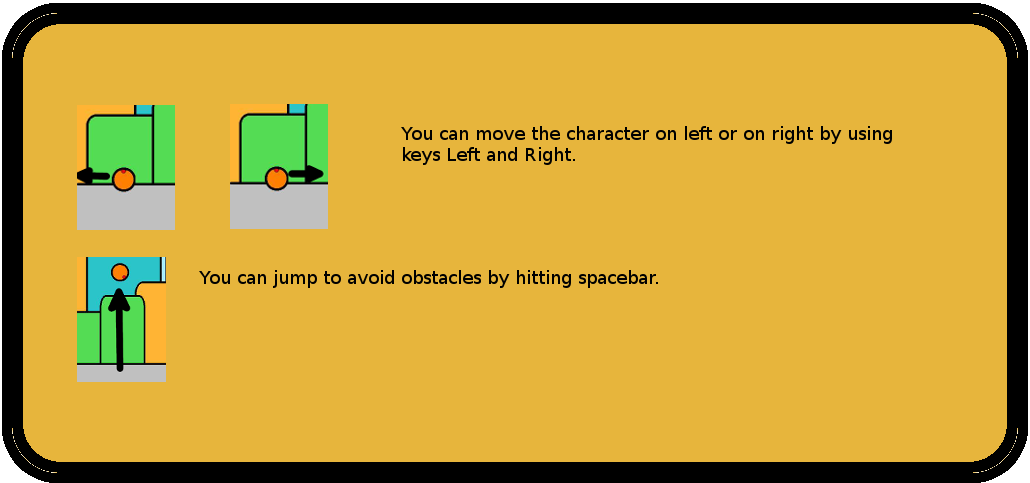 You can move the character on left or on right by using
keys Left and Right.
You can jump to avoid obstacles by hitting spacebar.